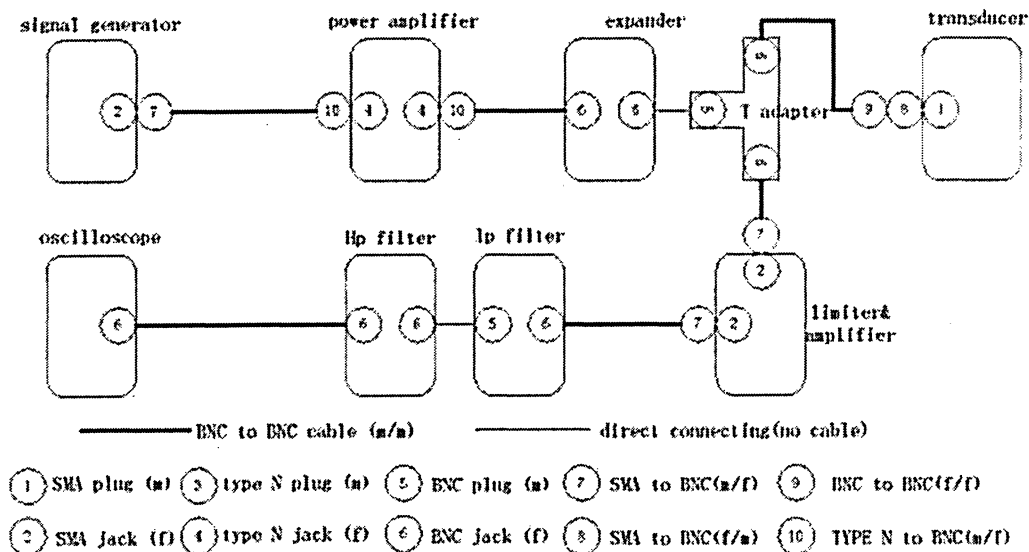 signal generator
power amplifier
expander
transducer
2 7 10 4 4 10 6 6 5 T adapter 9 8 1
5
5
oscilloscope
Hp filter
lp filter
7
2
6 6 6 5 6 7 2
limiter&
amplifier
BNC to BNC cable (m/m)
direct connecting(no cable)
1 SMA plug (m) 3 type N plug (m) 5 BNC plug (m) 7 SMA to BNC(m/f) 9 BNC to BNC(f/f)
2 SMA jack (f) 4 type N jack (f) 6 BNC jack (f) 8 SMA to BNC(f/m) 10 TYPE N to BNC(m/f)